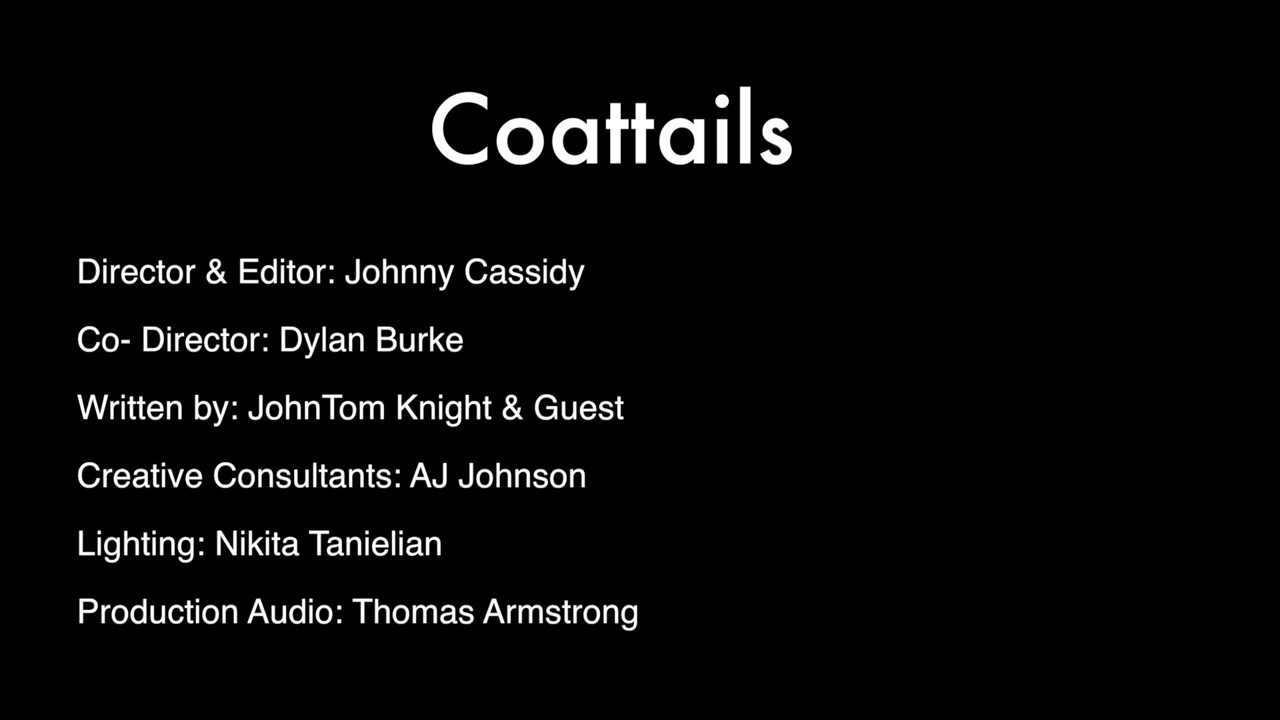 Coattails
Director & Editor: Johnny Cassidy
Co- Director: Dylan Burke
Written by: JohnTom Knight & Guest
Creative Consultants: AJ Johnson
Lighting: Nikita Tanielian
Production Audio: Thomas Armstrong